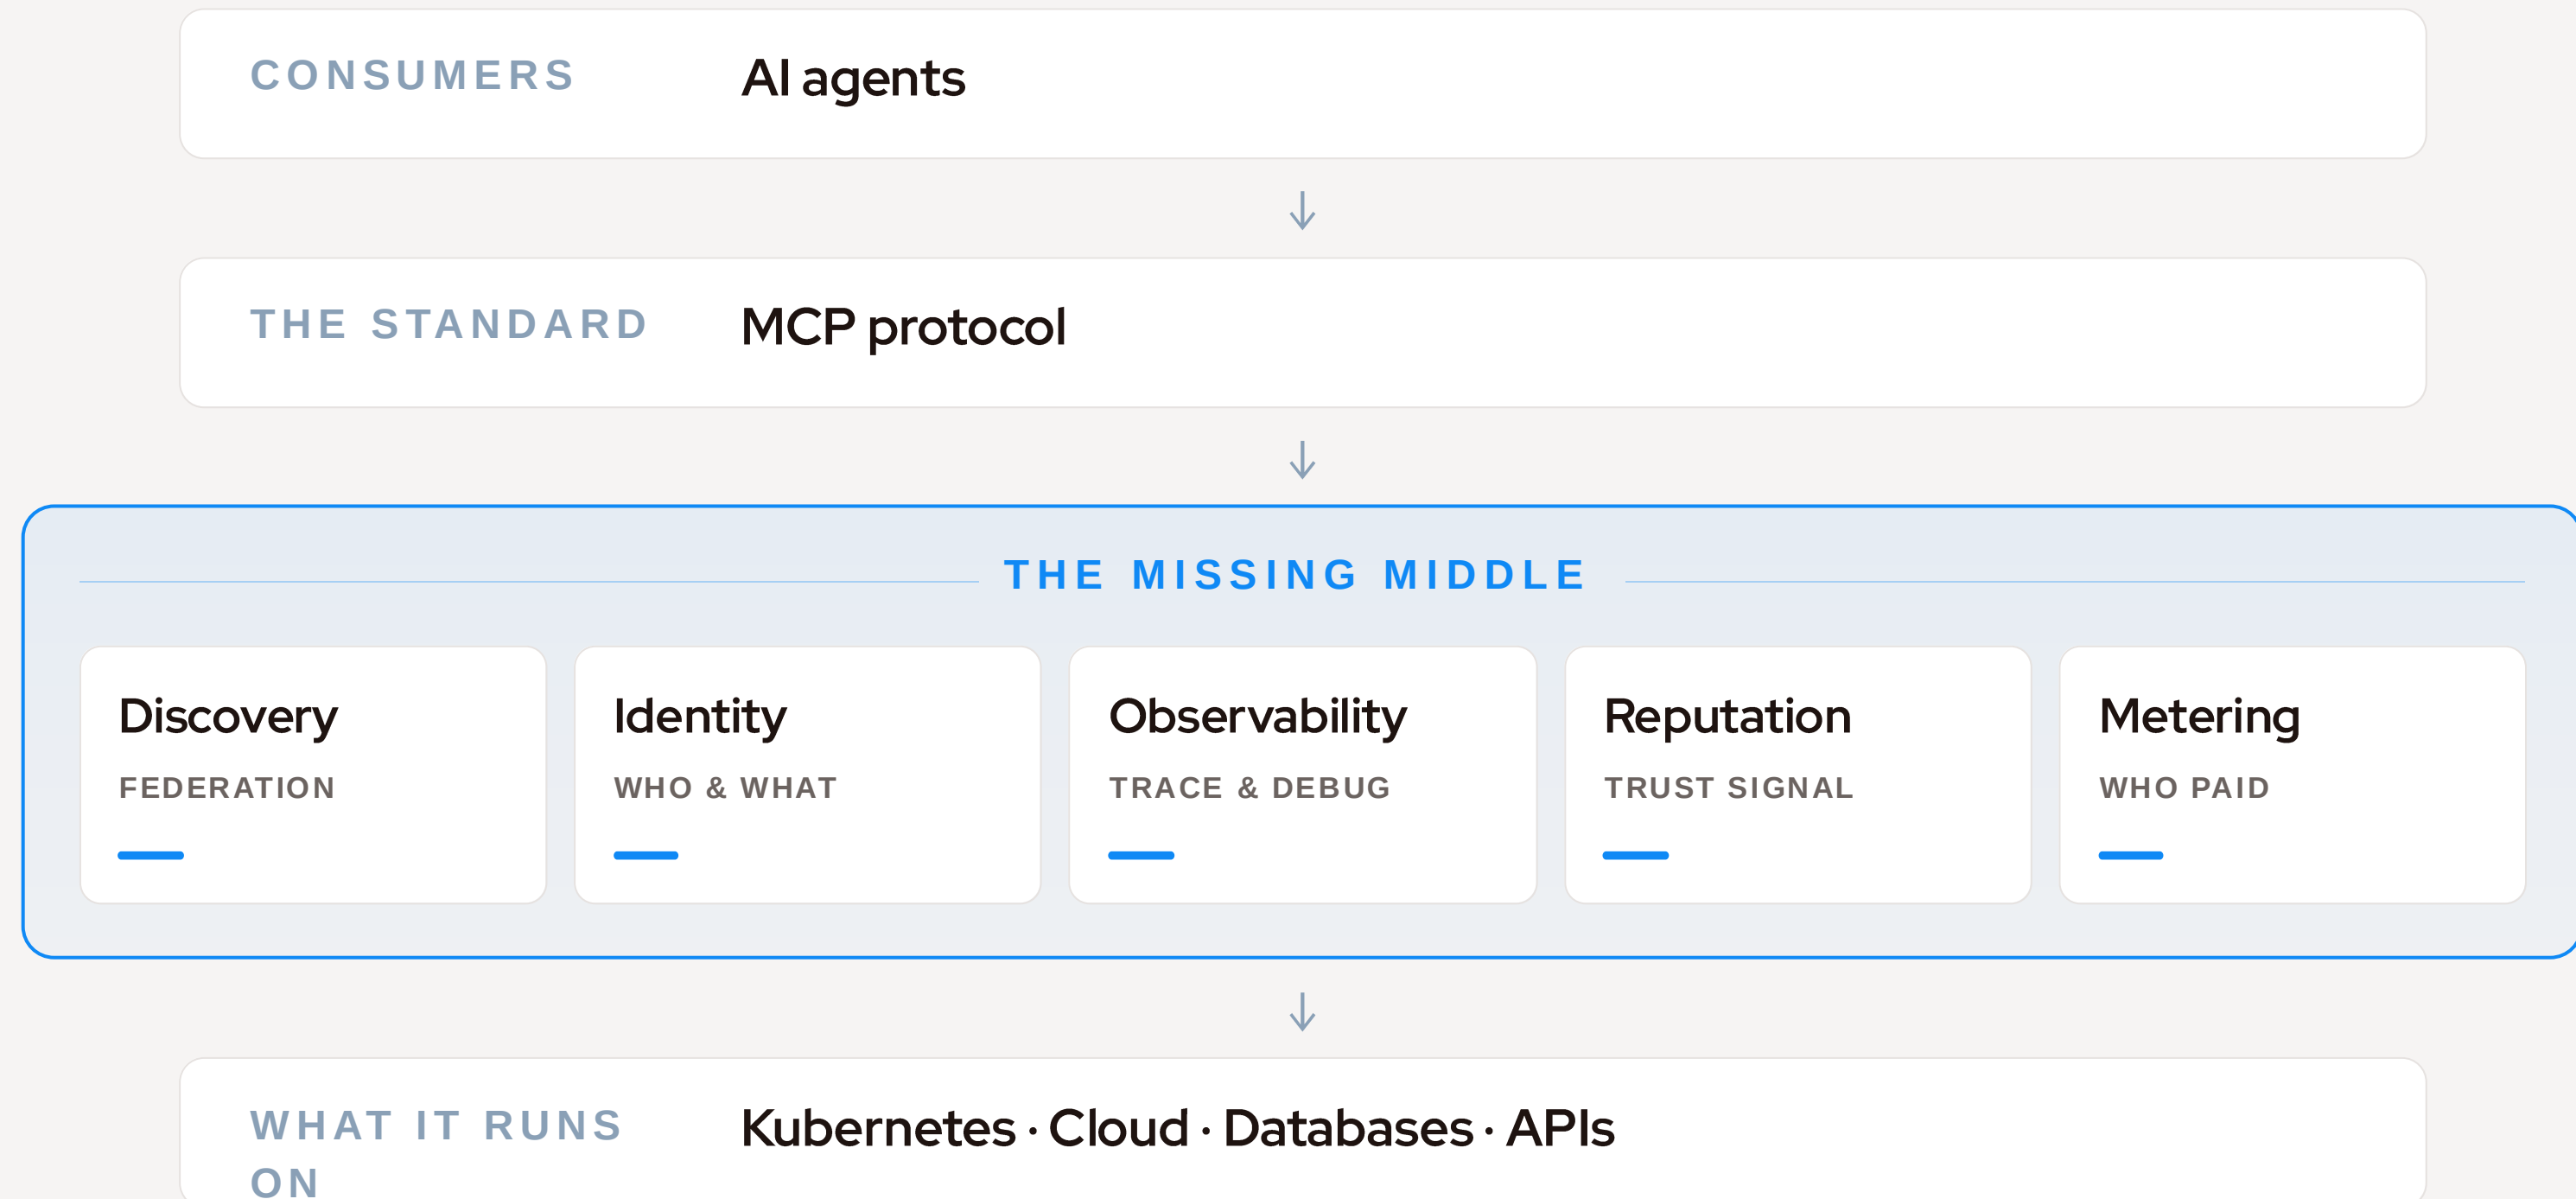 CONSUMERS AI agents
THE STANDARD MCP protocol
THE MISSING MIDDLE
Discovery
FEDERATION
Identity
WHO & WHAT
Observability
TRACE & DEBUG
Reputation
TRUST SIGNAL
Metering
WHO PAID
WHAT IT RUNS
ON
Kubernetes · Cloud · Databases · APIs